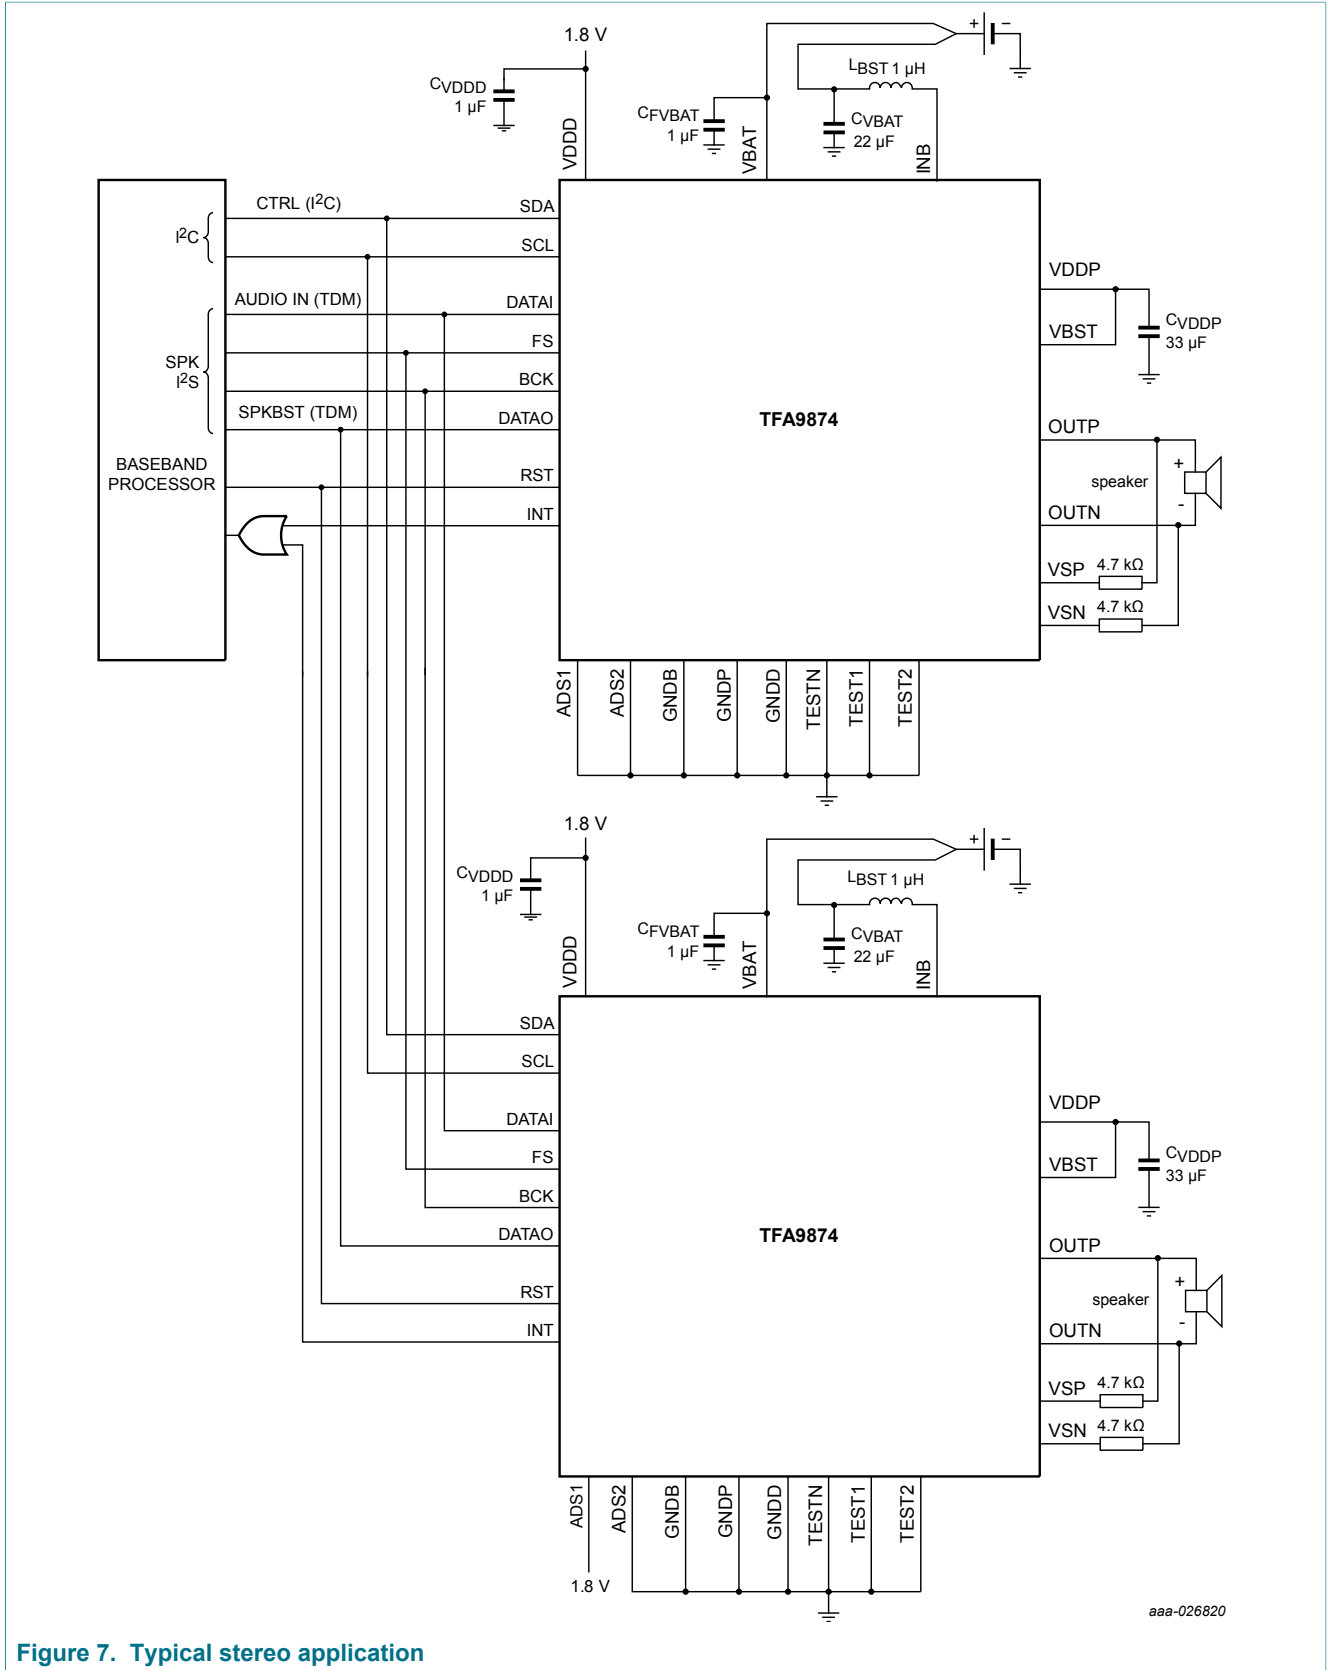 1.8 V
CVDDD
1 µF
VDDD
CFVBAT
1 µF
VBAT
+
−
LBST 1 µH
CVBAT
22 µF
INB
I2C
CTRL (I2C)
SDA
SCL
SPK
I2S
AUDIO IN (TDM)
DATAI
FS
BCK
SPKBST (TDM)
DATAO
BASEBAND
PROCESSOR
RST
INT
TFA9874
VDDP
VBST
CVDDP
33 µF
OUTP
speaker
+
-
OUTN
VSP
4.7 kΩ
VSN
4.7 kΩ
ADS1
ADS2
GNDB
GNDP
GNDD
TESTN
TEST1
TEST2
1.8 V
CVDDD
1 µF
VDDD
CFVBAT
1 µF
VBAT
+
−
LBST 1 µH
CVBAT
22 µF
INB
SDA
SCL
DATAI
FS
BCK
DATAO
RST
INT
TFA9874
VDDP
VBST
CVDDP
33 µF
OUTP
speaker
+
-
OUTN
VSP
4.7 kΩ
VSN
4.7 kΩ
ADS1
ADS2
GNDB
GNDP
GNDD
TESTN
TEST1
TEST2
1.8 V
aaa-026820
Figure 7. Typical stereo application